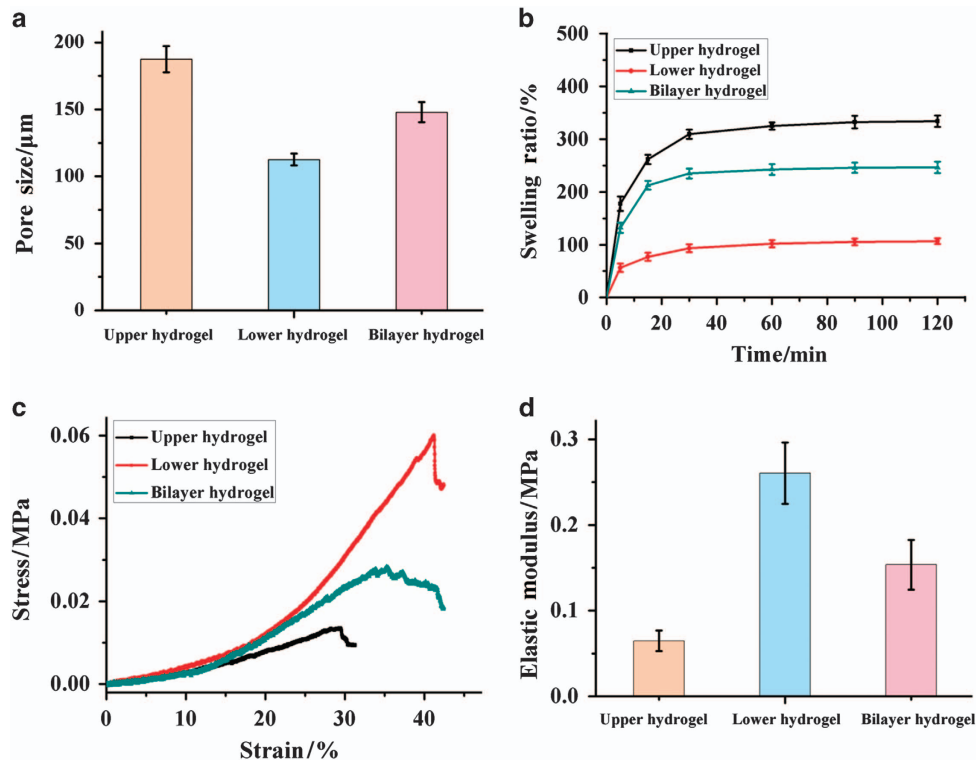 a
200
150
100
50
0
Pore size/µm
Upper hydrogel Lower hydrogel Bilayer hydrogel
b
500
400
300
200
100
0
Swelling ratio/%
Upper hydrogel
Lower hydrogel
Bilayer hydrogel
0 20 40 60 80 100 120
Time/min
c
0.06
0.04
0.02
0.00
Stress/MPa
Upper hydrogel
Lower hydrogel
Bilayer hydrogel
0 10 20 30 40
Strain/%
d
0.3
0.2
0.1
0.0
Elastic modulus/MPa
Upper hydrogel Lower hydrogel Bilayer hydrogel